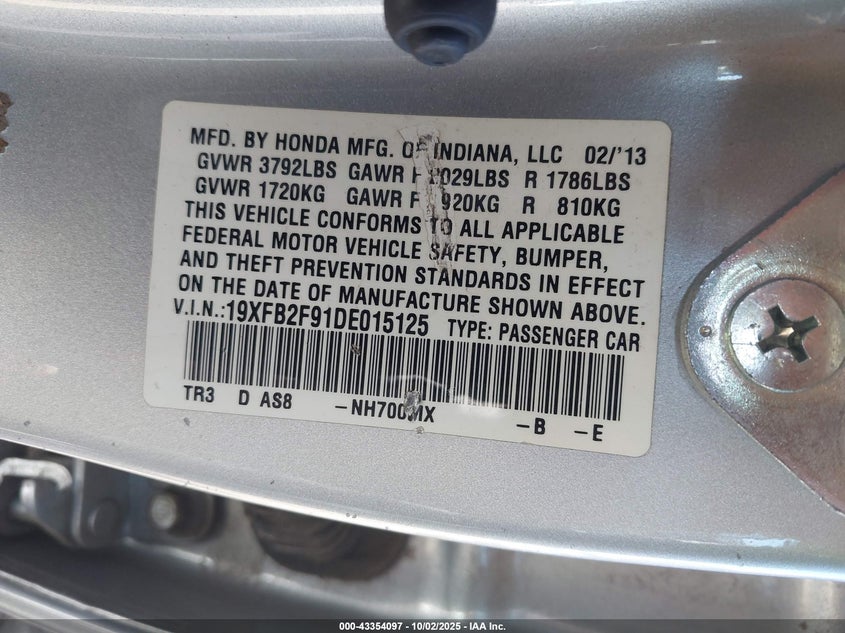 MFD. BY HONDA MFG. OF INDIANA, LLC 02/'13
GVWR 3792LBS GAWR F 2029LBS R 1786LBS
GVWR 1720KG GAWR F 920KG R 810KG
THIS VEHICLE CONFORMS TO ALL APPLICABLE
FEDERAL MOTOR VEHICLE SAFETY, BUMPER,
AND THEFT PREVENTION STANDARDS IN EFFECT
ON THE DATE OF MANUFACTURE SHOWN ABOVE.
V.I.N.:19XFB2F91DE015125 TYPE: PASSENGER CAR
TR3 D AS8 -NH700MX -B -E
000-43354097 - 10/02/2025 - IAA Inc.